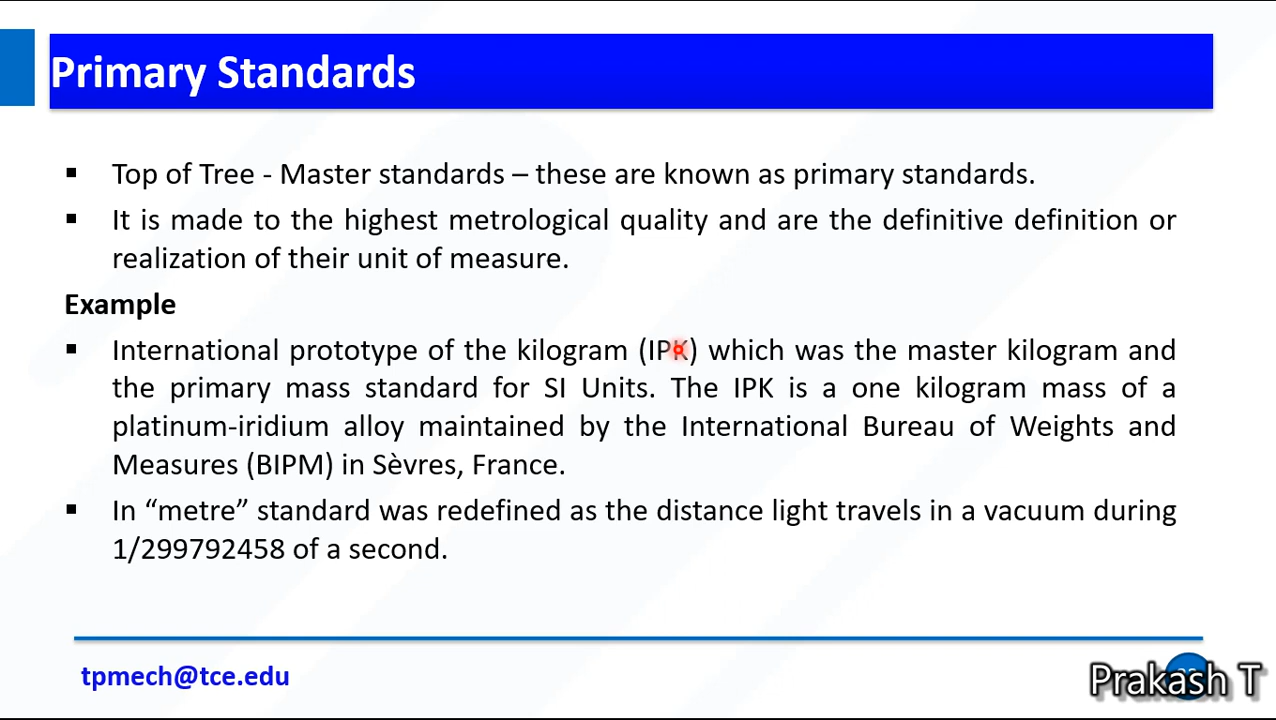 Primary Standards
▪ Top of Tree - Master standards – these are known as primary standards.
▪ It is made to the highest metrological quality and are the definitive definition or
realization of their unit of measure.
Example
▪ International prototype of the kilogram (IPK) which was the master kilogram and
the primary mass standard for SI Units. The IPK is a one kilogram mass of a
platinum-iridium alloy maintained by the International Bureau of Weights and
Measures (BIPM) in Sèvres, France.
▪ In “metre” standard was redefined as the distance light travels in a vacuum during
1/299792458 of a second.
tpmech@tce.edu
Prakash T